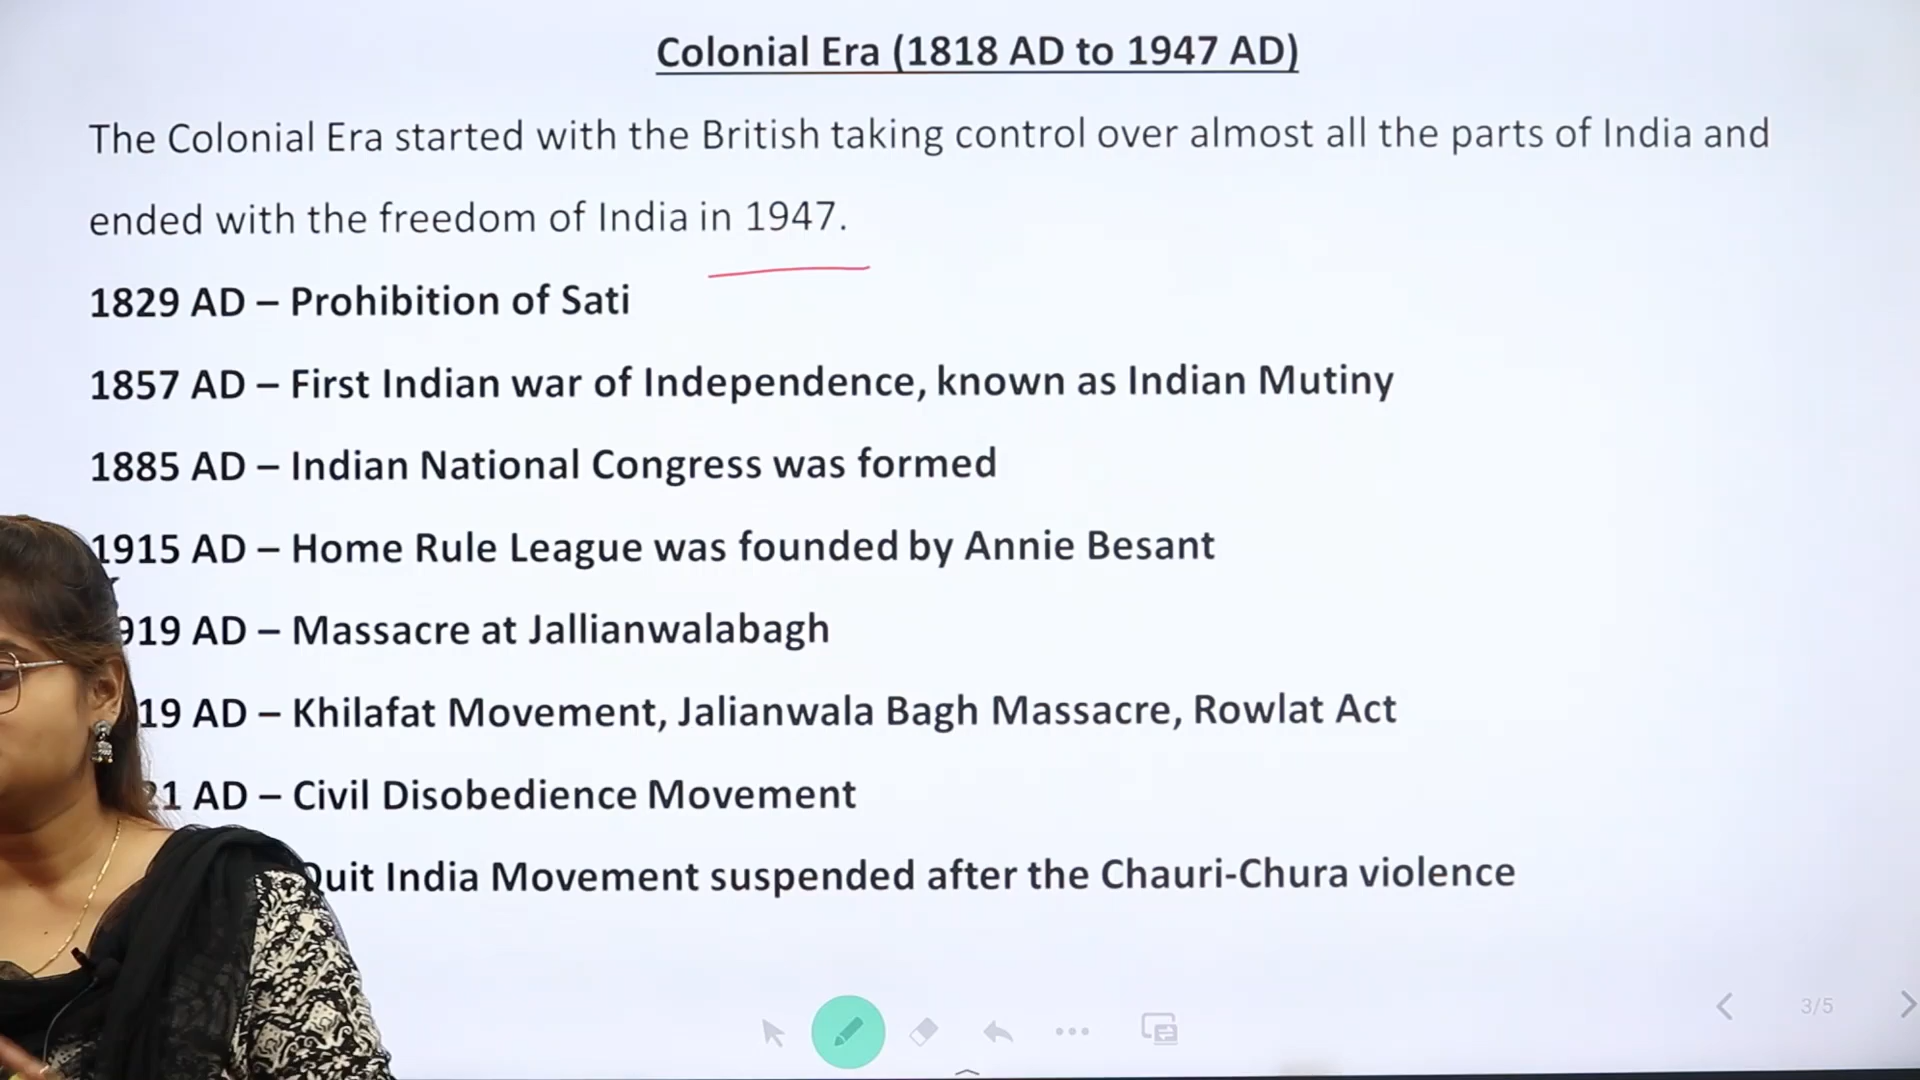 Colonial Era (1818 AD to 1947 AD)
The Colonial Era started with the British taking control over almost all the parts of India and
ended with the freedom of India in 1947.
1829 AD – Prohibition of Sati
1857 AD – First Indian war of Independence, known as Indian Mutiny
1885 AD – Indian National Congress was formed
1915 AD – Home Rule League was founded by Annie Besant
919 AD – Massacre at Jallianwalabagh
19 AD – Khilafat Movement, Jalianwala Bagh Massacre, Rowlat Act
21 AD – Civil Disobedience Movement
Quit India Movement suspended after the Chauri-Chura violence
3/5